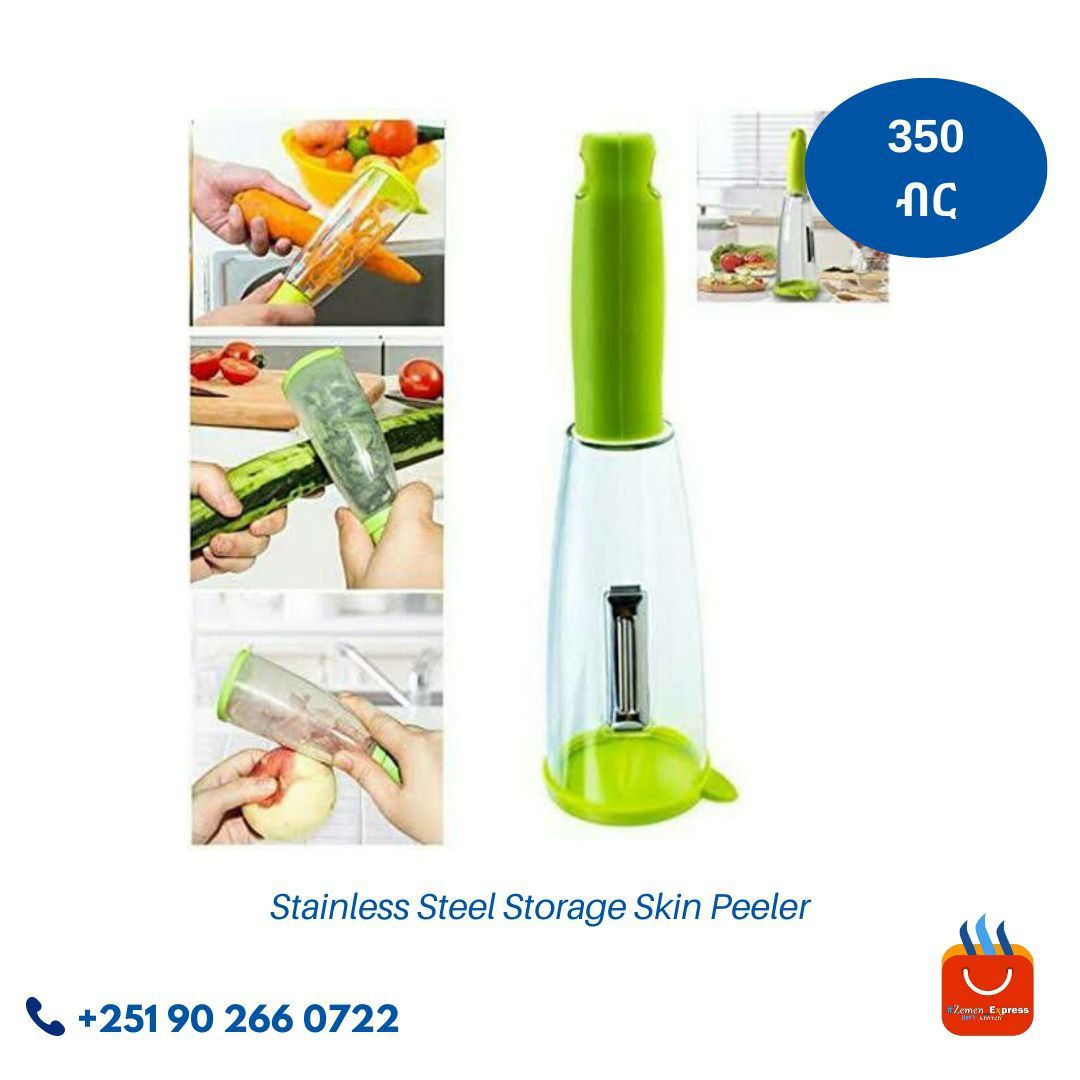 350
ብር
Stainless Steel Storage Skin Peeler
+251 90 266 0722
#Zemen Express